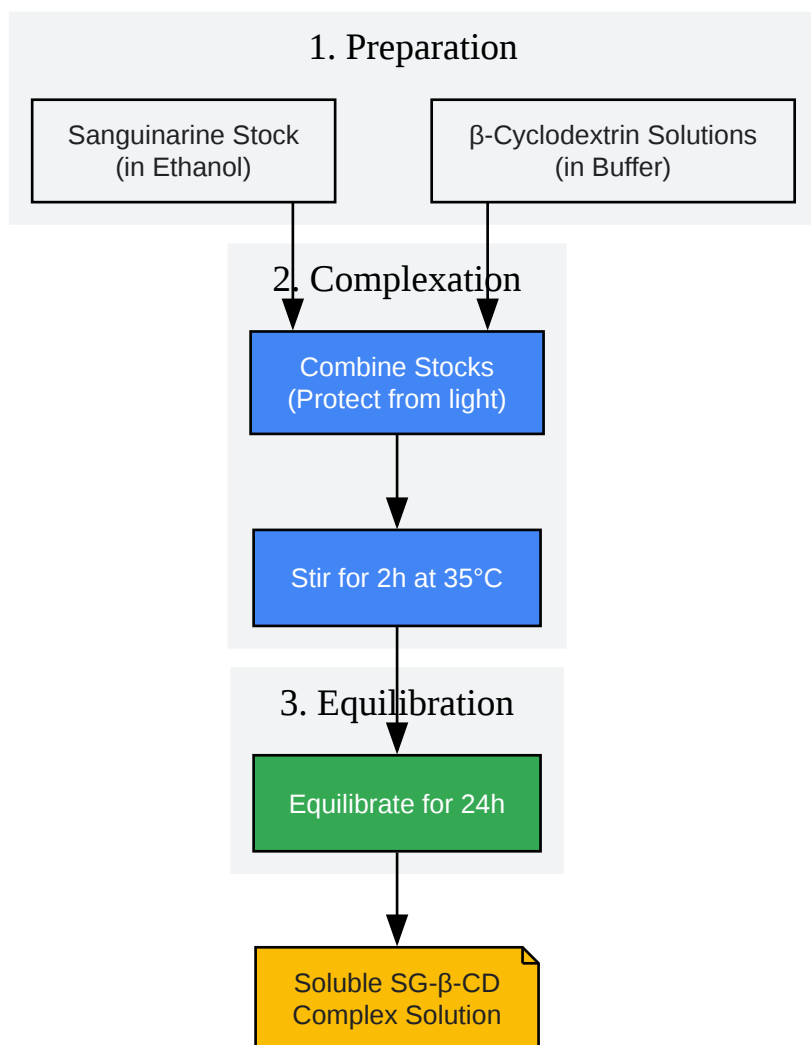 1. Preparation
Sanguinarine Stock
(in Ethanol)
β-Cyclodextrin Solutions
(in Buffer)
2. Complexation
Combine Stocks
(Protect from light)
Stir for 2h at 35°C
3. Equilibration
Equilibrate for 24h
Soluble SG-β-CD
Complex Solution